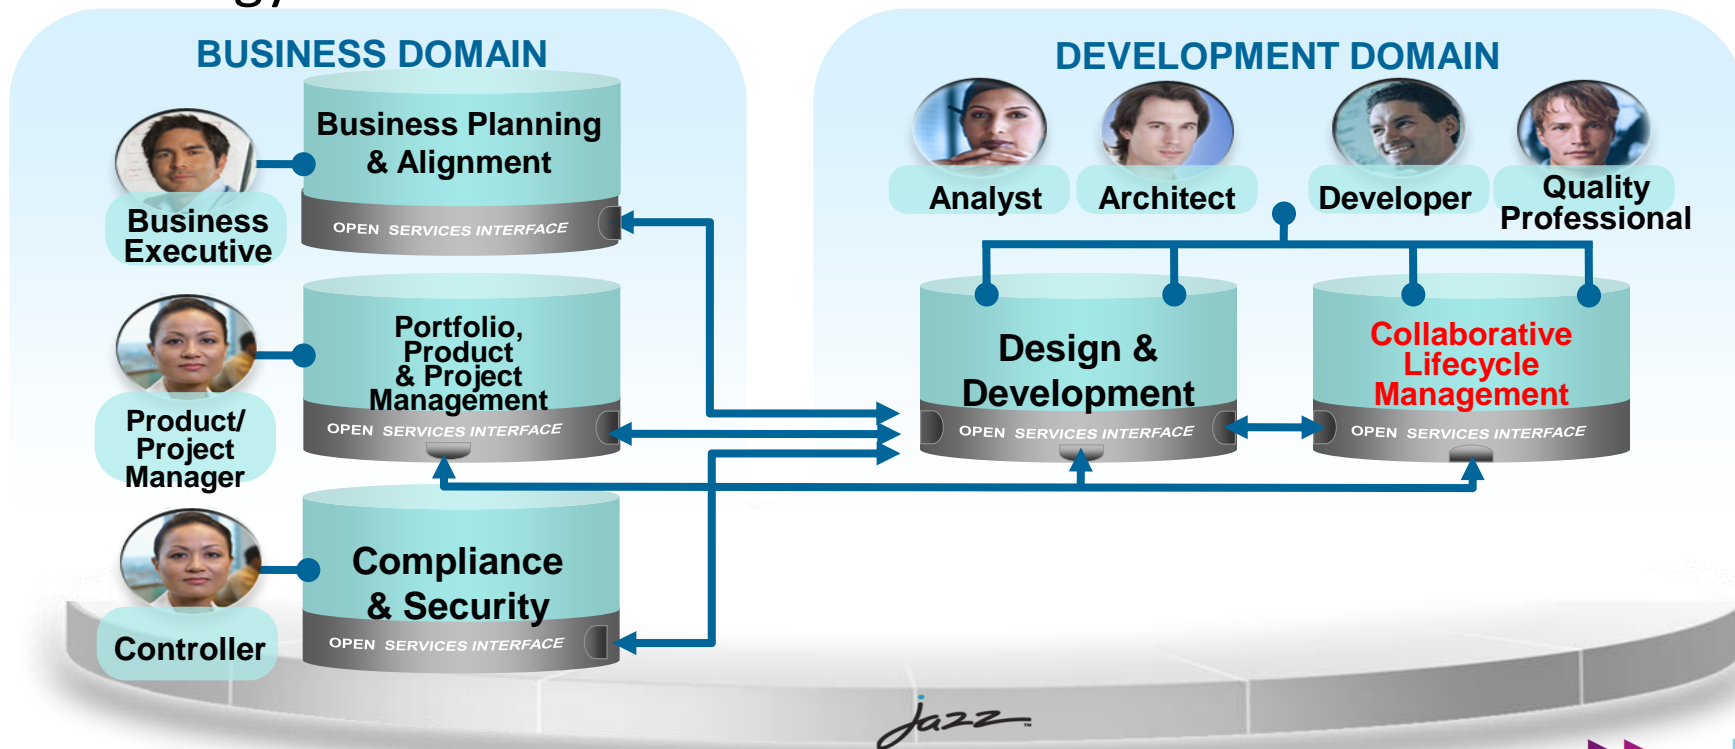 BUSINESS DOMAIN
Business Planning
& Alignment
OPEN SERVICES INTERFACE
Business
Executive
Portfolio,
Product
& Project
Management
OPEN SERVICES INTERFACE
Product/
Project
Manager
Compliance
& Security
OPEN SERVICES INTERFACE
Controller
DEVELOPMENT DOMAIN
Analyst
Architect
Developer
Quality
Professional
Design &
Development
OPEN SERVICES INTERFACE
Collaborative
Lifecycle
Management
OPEN SERVICES INTERFACE
jazz™